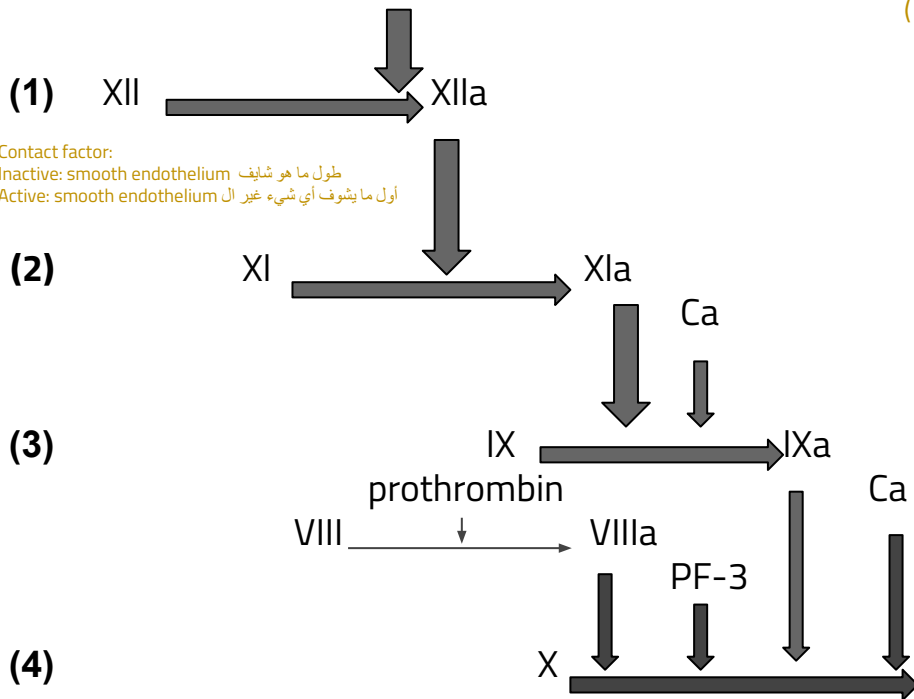 (
(1) XII XIIa
Contact factor:
Inactive: smooth endothelium طول ما هو شايف
Active: smooth endothelium أول ما يشوف أي شيء غير ال
(2) XI XIa
Ca
(3) IX IXa
prothrombin Ca
VIII VIIIa
PF-3
(4) X